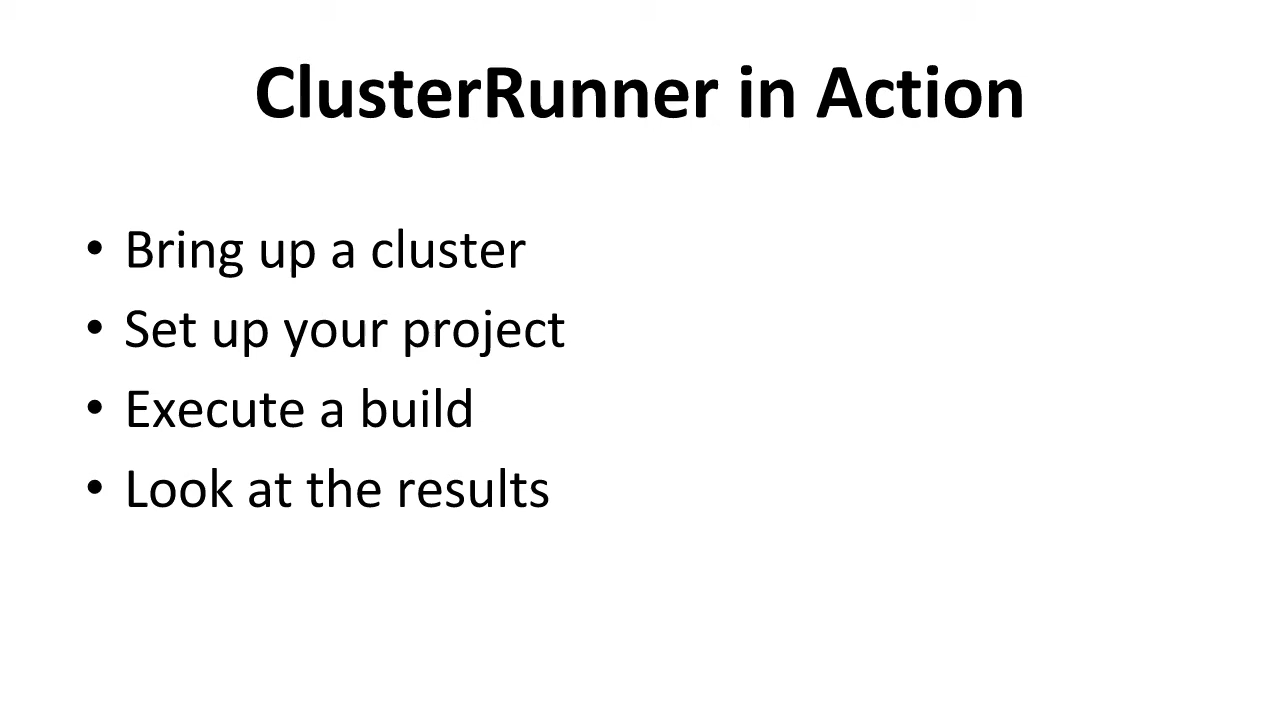 ClusterRunner in Action
• Bring up a cluster
• Set up your project
• Execute a build
• Look at the results